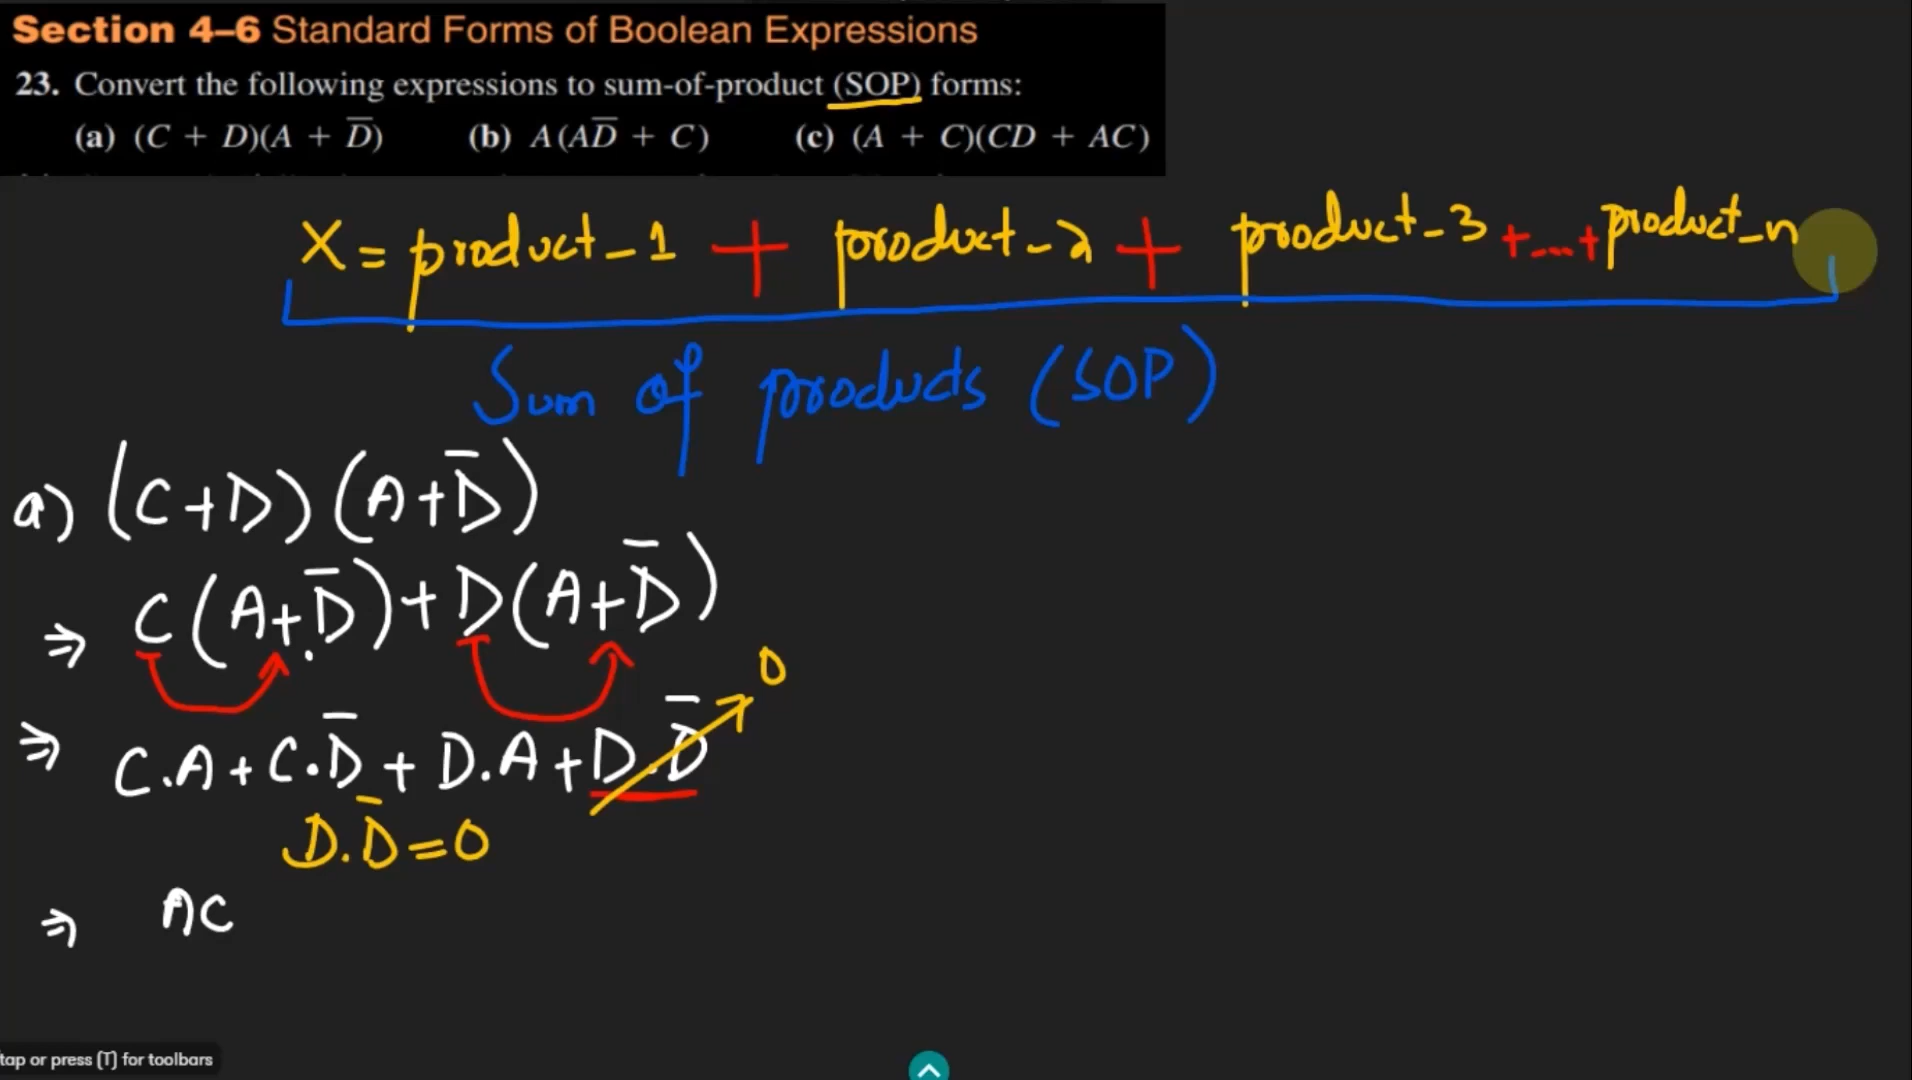 Section 4–6 Standard Forms of Boolean Expressions
23. Convert the following expressions to sum-of-product (SOP) forms:
(a) (C + D)(A + D̅) (b) A(AD̅ + C) (c) (A + C)(CD + AC)
X = product_1 + product_2 + product_3 +...+ product_n
Sum of products (SOP)
a) (C+D)(A+D̅)
⇒ C(A+D̅)+D(A+D̅)
0
⇒ C.A+C.D̅+D.A+D.D̅
D.D̅=0
⇒ AC
tap or press (T) for toolbars